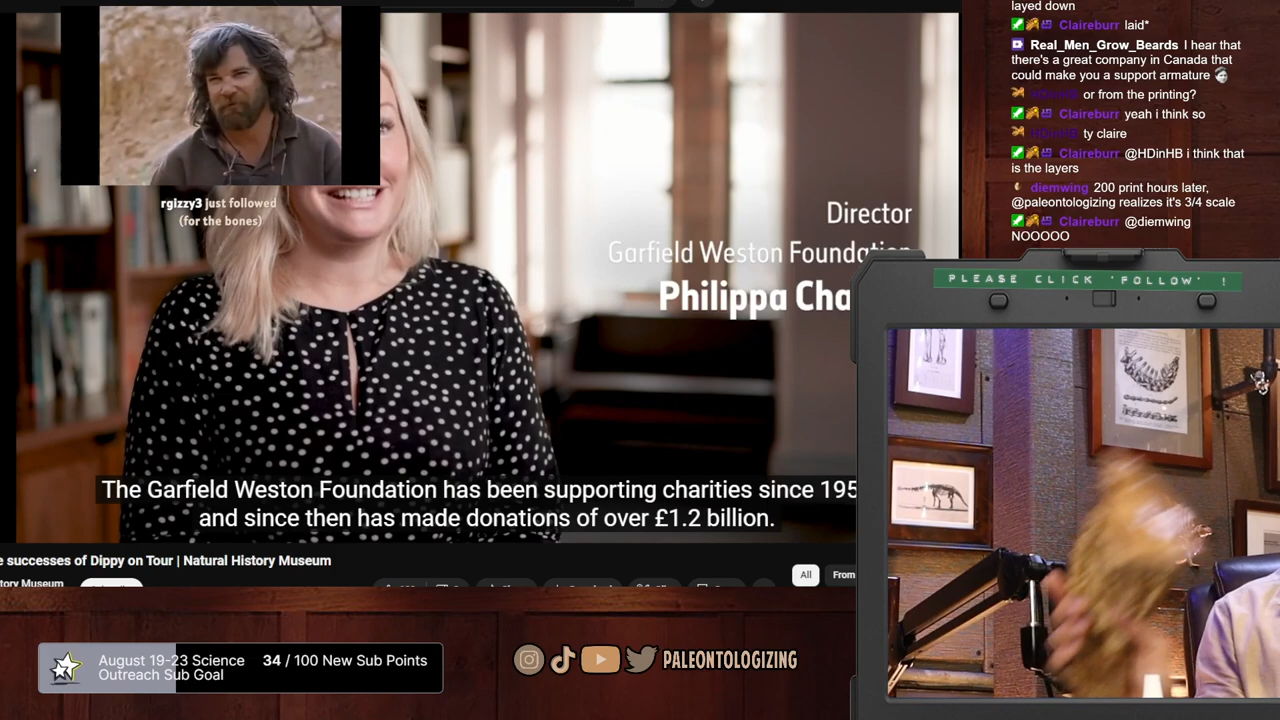 layed down
Claireburr laid*
Real_Men_Grow_Beards I hear that
there's a great company in Canada that
could make you a support armature
HDinHB or from the printing?
Claireburr yeah i think so
HDinHB ty claire
Claireburr @HDinHB i think that
is the layers
diemwing 200 print hours later,
@paleontologizing realizes it's 3/4 scale
Claireburr @diemwing
NOOOOO
rgizzy3 just followed
(for the bones)
Director
Garfield Weston Foundation
Philippa Cha
PLEASE CLICK 'FOLLOW' !
The Garfield Weston Foundation has been supporting charities since 195
and since then has made donations of over £1.2 billion.
e successes of Dippy on Tour | Natural History Museum
tory Museum
All
From
August 19-23 Science
Outreach Sub Goal
34 / 100 New Sub Points
PALEONTOLOGIZING